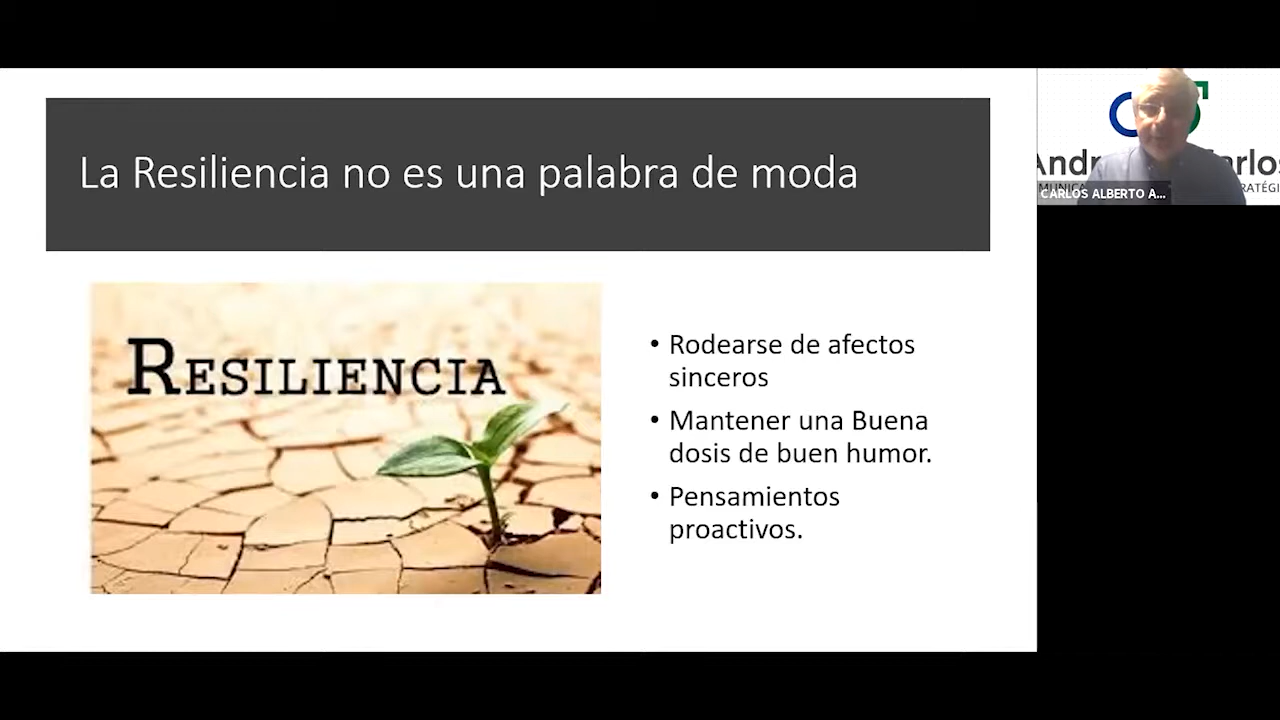 La Resiliencia no es una palabra de moda
RESILIENCIA
• Rodearse de afectos
sinceros
• Mantener una Buena
dosis de buen humor.
• Pensamientos
proactivos.
CARLOS ALBERTO A...